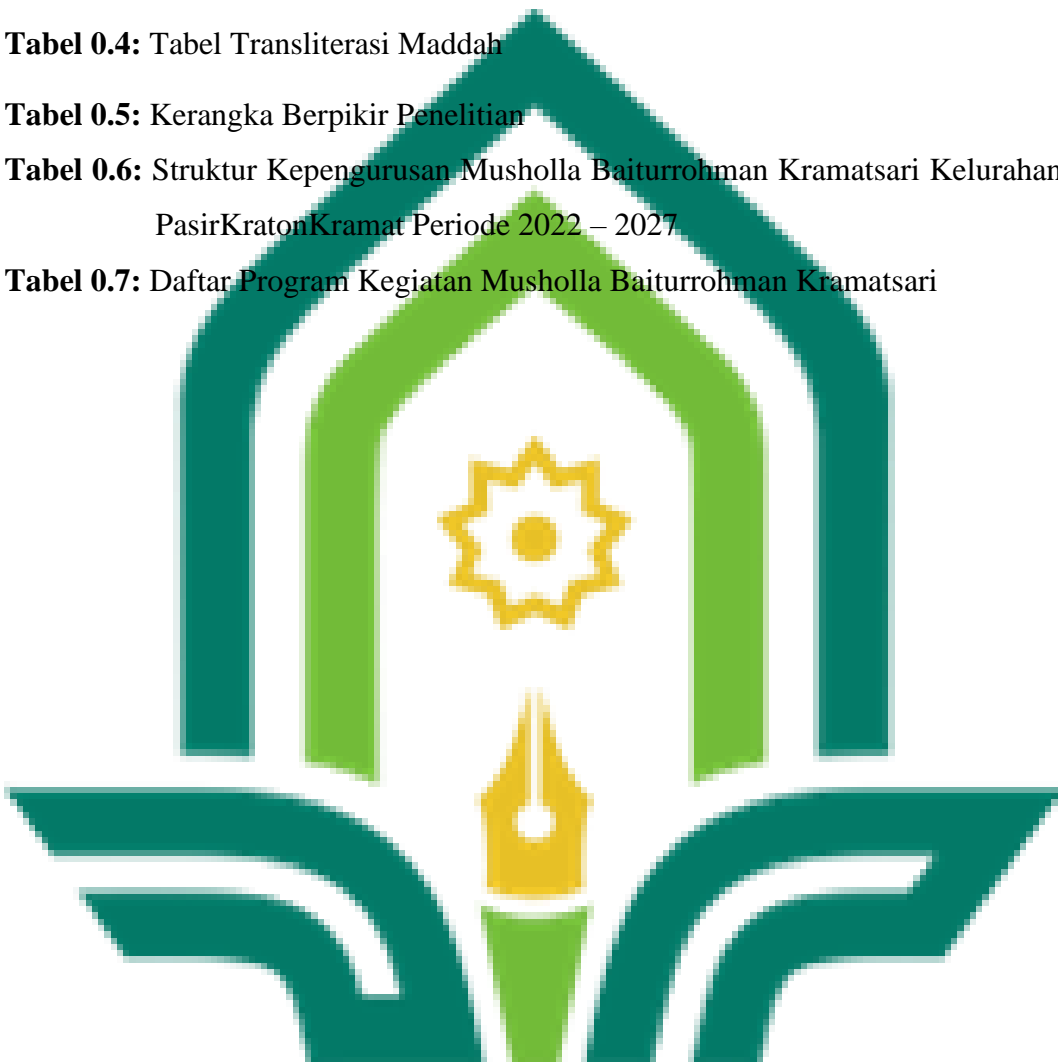 Tabel 0.4: Tabel Transliterasi Maddah
Tabel 0.5: Kerangka Berpikir Penelitian
Tabel 0.6: Struktur Kepengurusan Musholla Baiturrohman Kramatsari Kelurahan
PasirKratonKramat Periode 2022 – 2027
Tabel 0.7: Daftar Program Kegiatan Musholla Baiturrohman Kramatsari